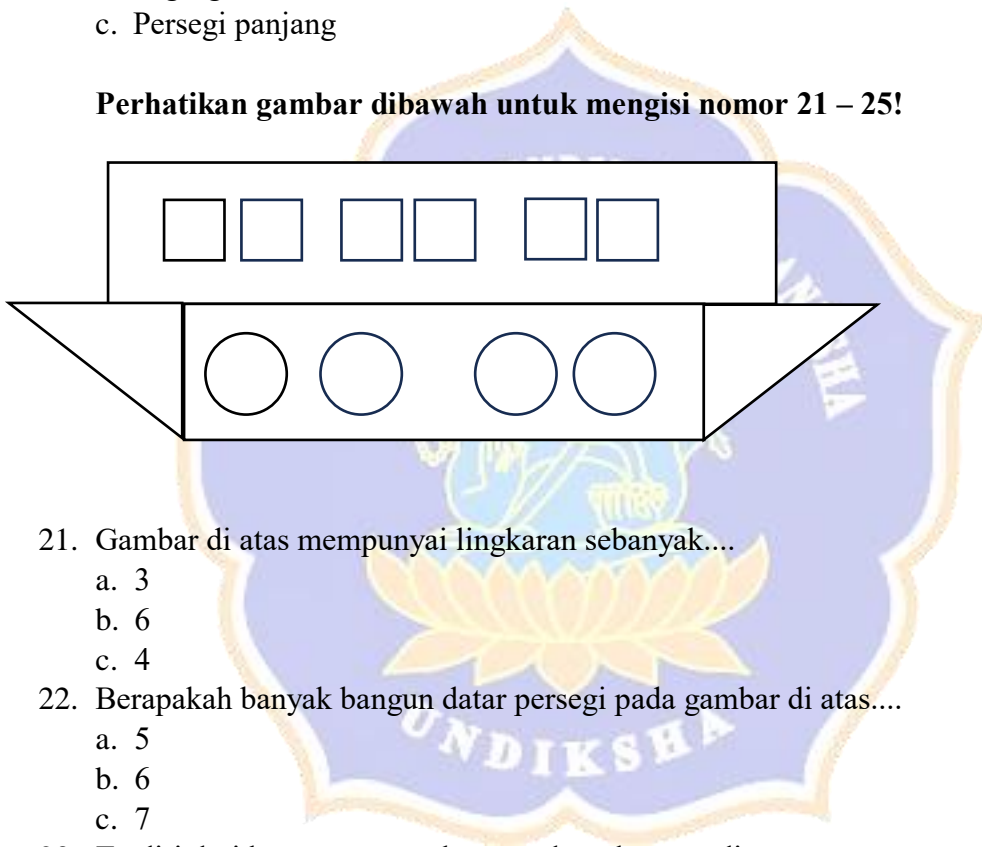 c. Persegi panjang
Perhatikan gambar dibawah untuk mengisi nomor 21 – 25!
21. Gambar di atas mempunyai lingkaran sebanyak....
a. 3
b. 6
c. 4
22. Berapakah banyak bangun datar persegi pada gambar di atas....
a. 5
b. 6
c. 7
UNDIKSHA